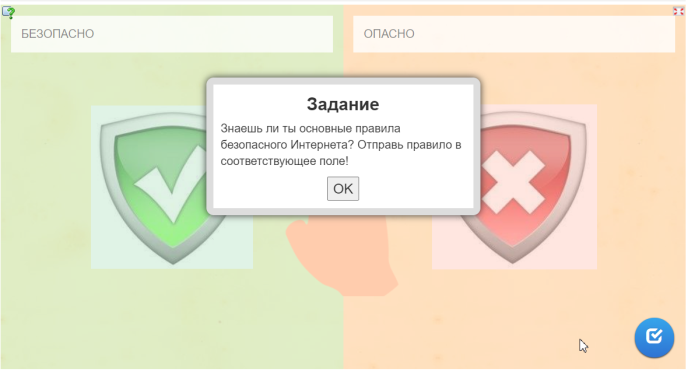 БЕЗОПАСНО
ОПАСНО
Задание
Знаешь ли ты основные правила
безопасного Интернета? Отправь правило в
соответствующее поле!
OK